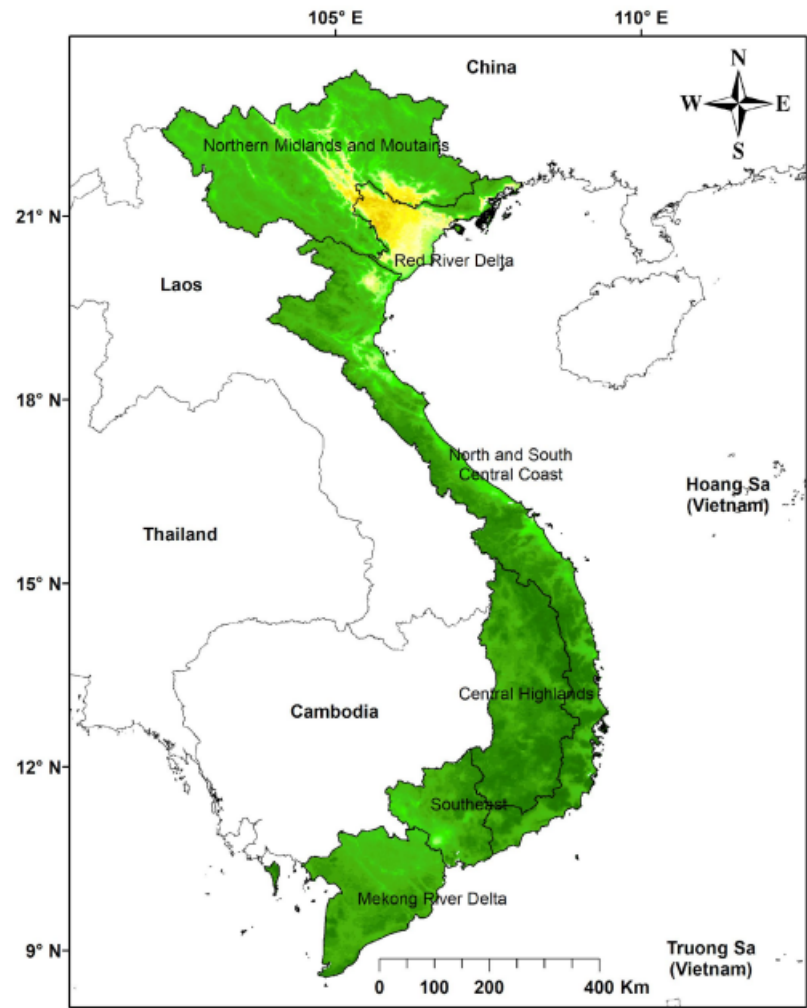 105° E
110° E
China
N
W
E
S
Northern Midlands and Moutains
21° N
Red River Delta
Laos
18° N
North and South
Central Coast
Hoang Sa
(Vietnam)
Thailand
15° N
Central Highlands
Cambodia
12° N
Southeast
Mekong River Delta
9° N
Truong Sa
(Vietnam)
0 100 200 400 Km